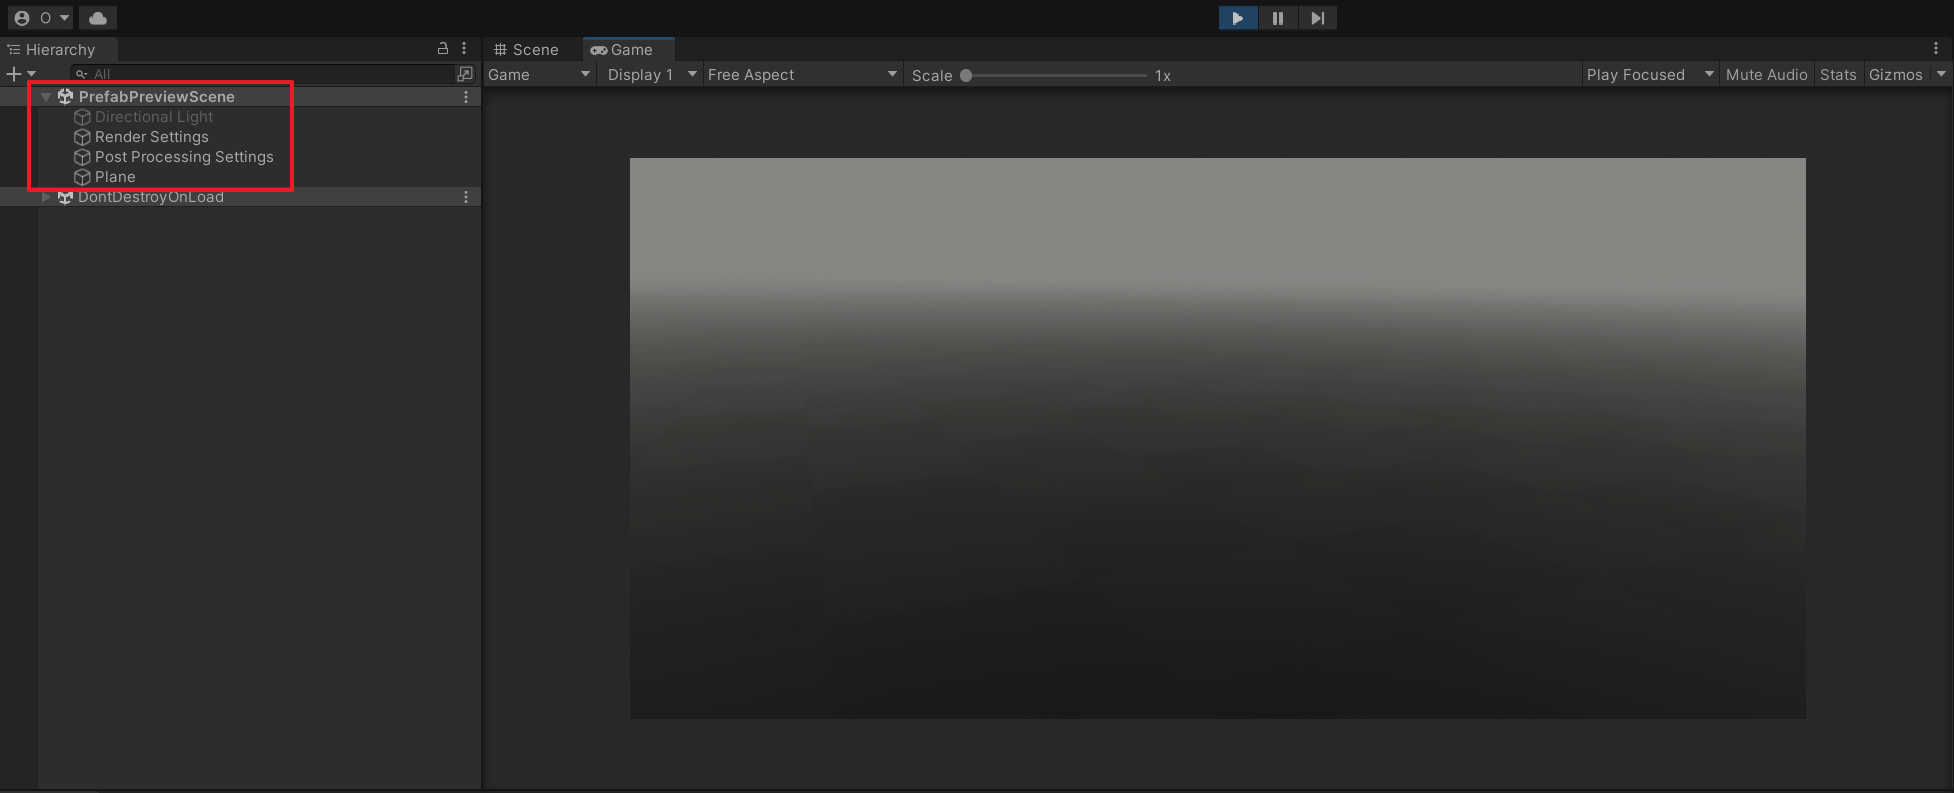 O
Hierarchy
Scene
Game
All
Game
Display 1
Free Aspect
Scale
1x
Play Focused
Mute Audio
Stats
Gizmos
PrefabPreviewScene
Directional Light
Render Settings
Post Processing Settings
Plane
DontDestroyOnLoad